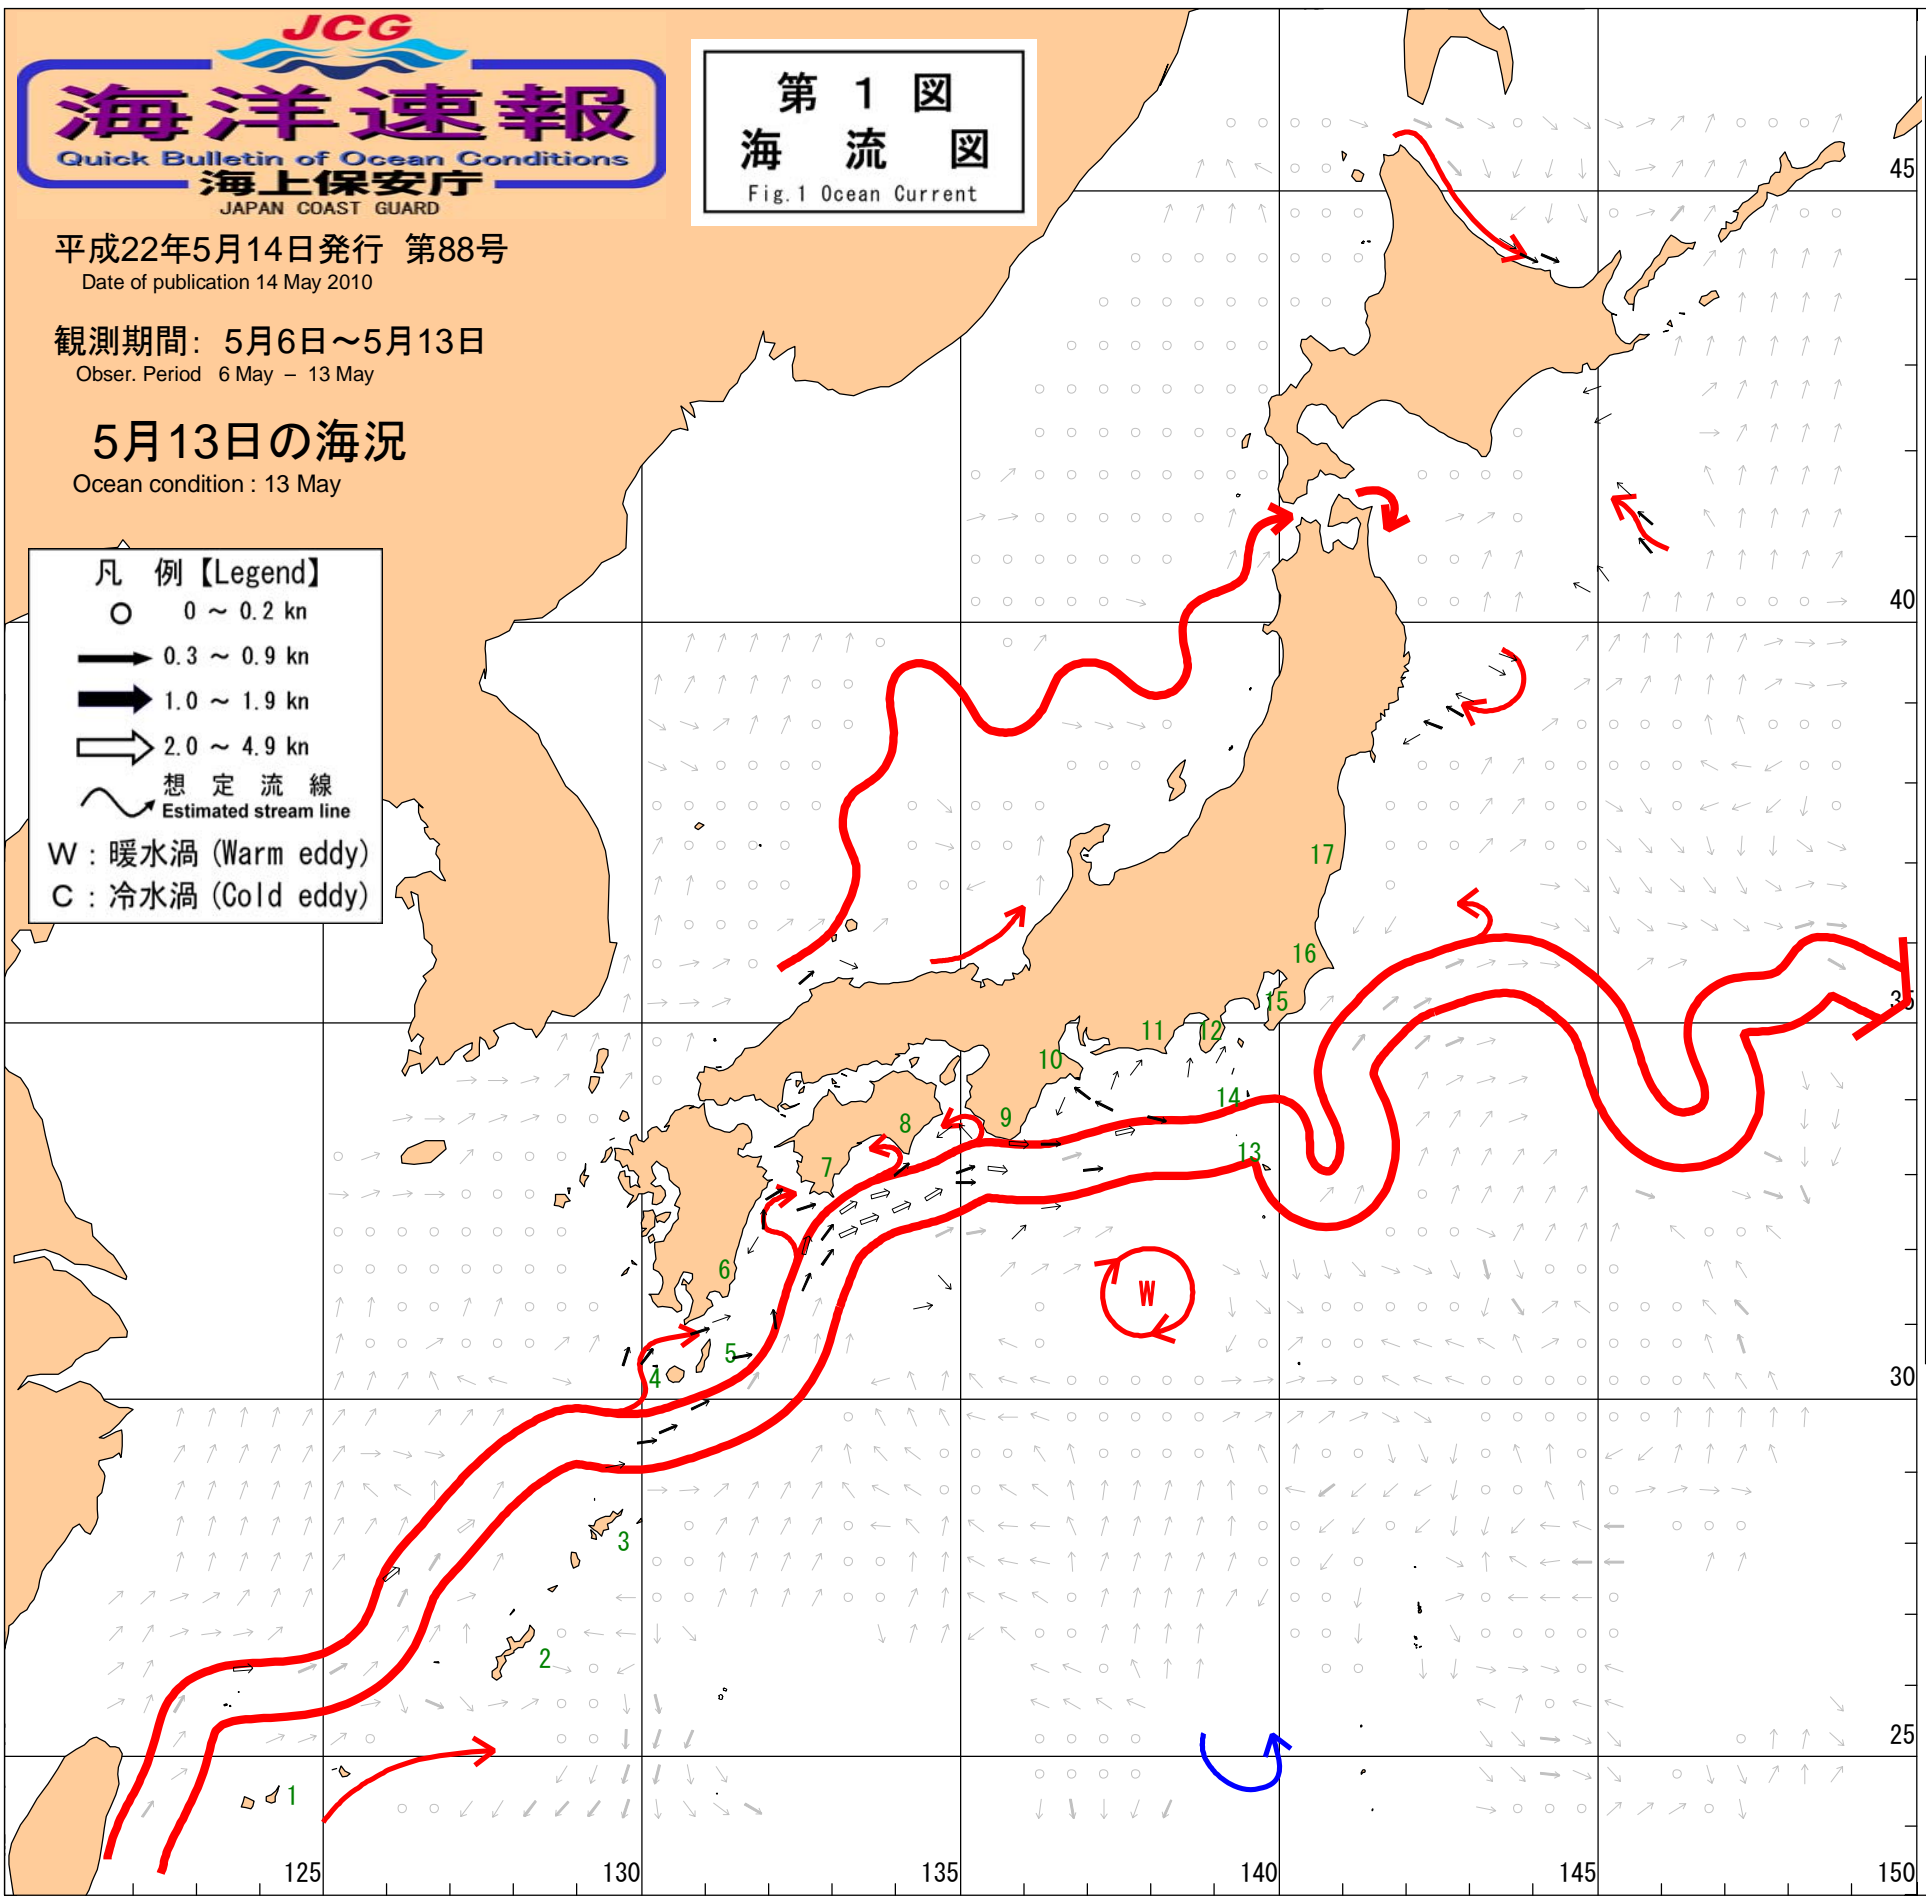 JCG
海洋速報
Quick Bulletin of Ocean Conditions
海上保安庁
JAPAN COAST GUARD
第 1 図
海 流 図
Fig.1 Ocean Current
平成22年5月14日発行 第88号
Date of publication 14 May 2010
観測期間: 5月6日～5月13日
Obser. Period 6 May – 13 May
5月13日の海況
Ocean condition : 13 May
凡 例【Legend】
0 ～ 0.2 kn
0.3 ～ 0.9 kn
1.0 ～ 1.9 kn
2.0 ～ 4.9 kn
想 定 流 線
Estimated stream line
W : 暖水渦 (Warm eddy)
C : 冷水渦 (Cold eddy)
45
40
17
16
15
35
12
11
10
14
9
8
13
7
6
W
5
4
30
3
2
25
1
125
130
135
140
145
150